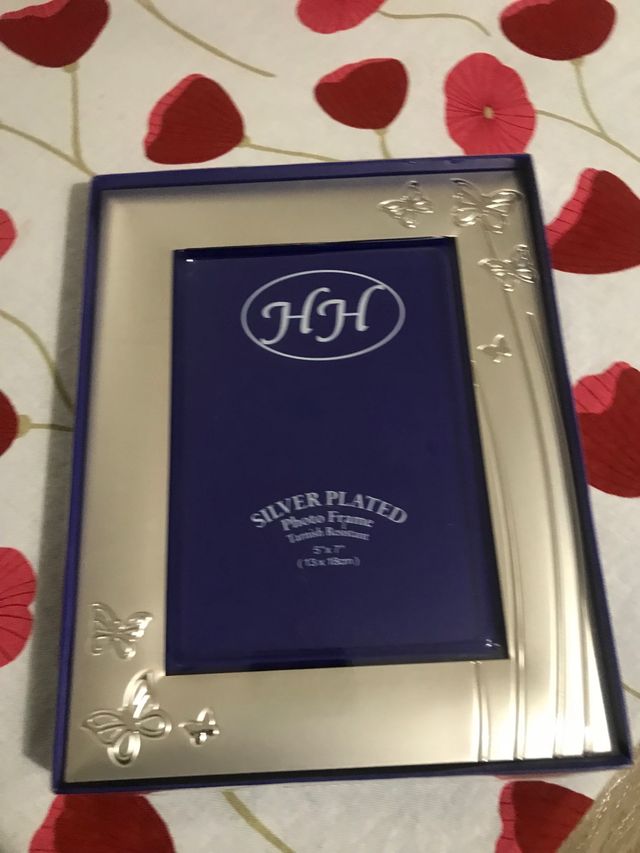 HH
SILVER PLATED
Photo Frame
Tarnish Resistant
5" x 7"
( 13 x 18cm )